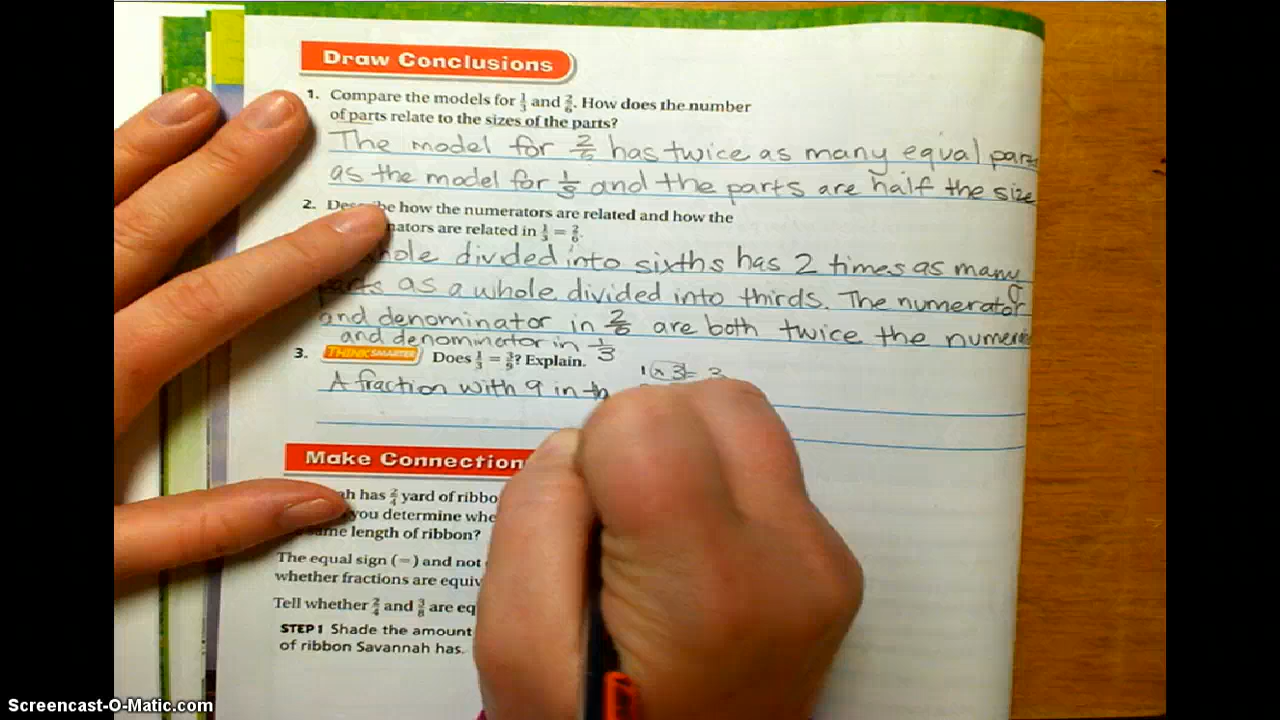 Draw Conclusions
1. Compare the models for 1/3 and 2/6. How does the number
of parts relate to the sizes of the parts?
The model for 2/6 has twice as many equal parts
as the model for 1/3 and the parts are half the size
2. Describe how the numerators are related and how the
nators are related in 1/3 = 2/6.
whole divided into sixths has 2 times as many
parts as a whole divided into thirds. The numerator
and denominator in 2/6 are both twice the numera
and denominator in 1/3
3. THINK SMARTER Does 1/3 = 3/9? Explain.
1 x 3 = 3
A fraction with 9 in th
Make Connection
ah has 2/4 yard of ribbo
you determine whe
same length of ribbon?
The equal sign (=) and not
whether fractions are equiv
Tell whether 2/4 and 3/8 are eq
STEP 1 Shade the amount
of ribbon Savannah has.
Screencast-O-Matic.com